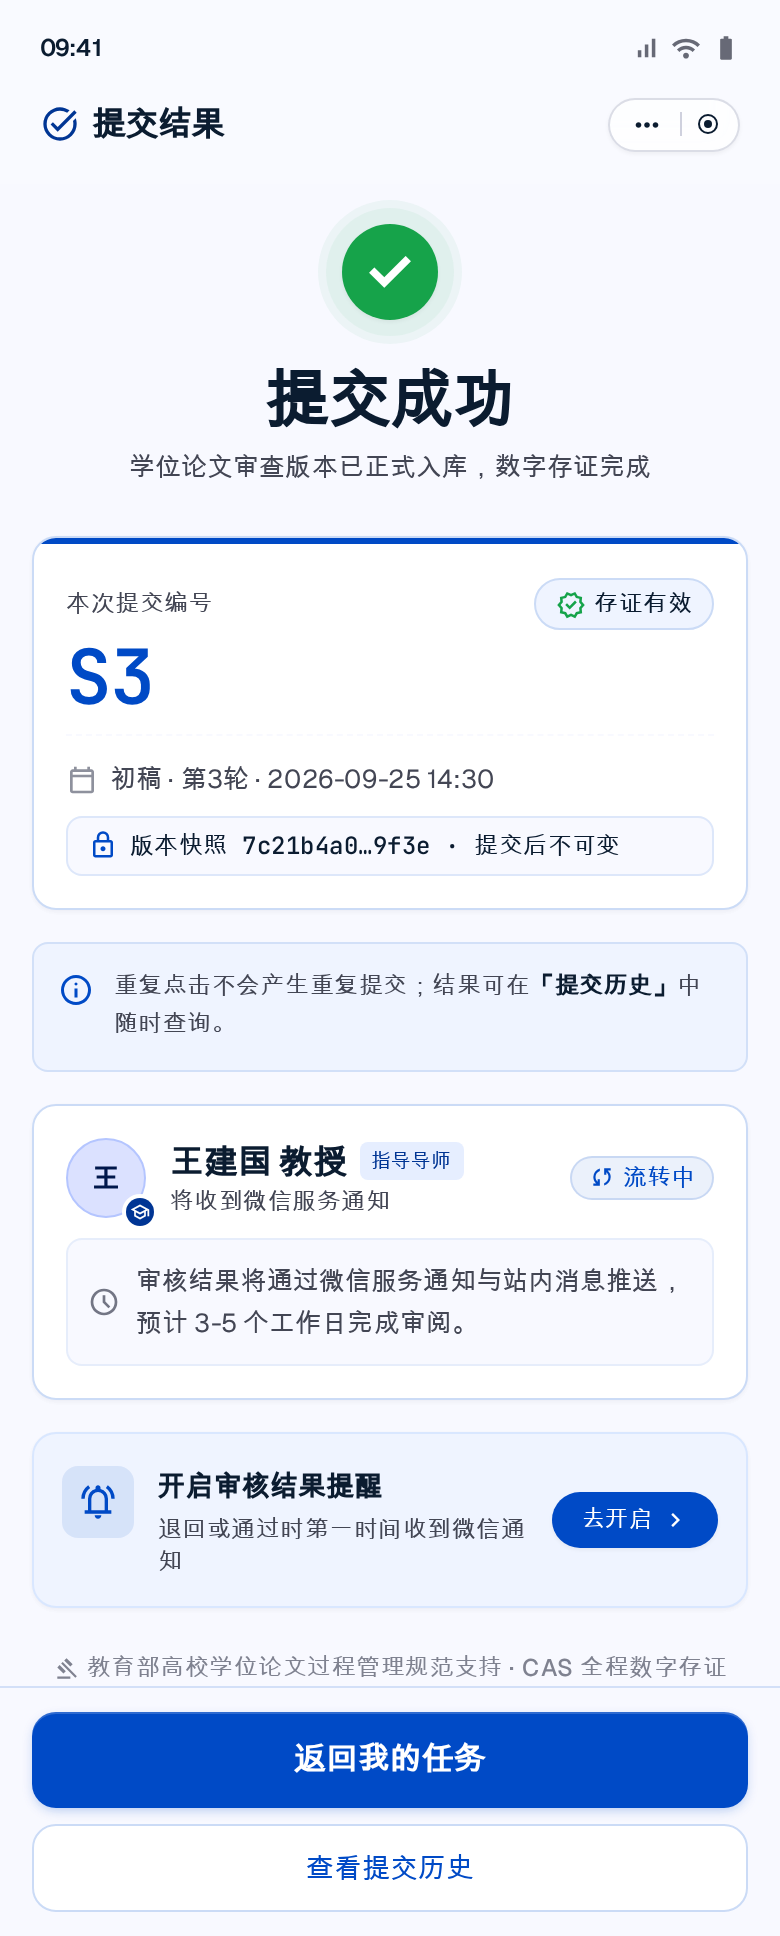 09:41
提交结果
提交成功
学位论文审查版本已正式入库，数字存证完成
本次提交编号
存证有效
S3
初稿 · 第3轮 · 2026-09-25 14:30
版本快照 7c21b4a0…9f3e · 提交后不可变
重复点击不会产生重复提交；结果可在「提交历史」中
随时查询。
王
王建国 教授
指导导师
将收到微信服务通知
流转中
审核结果将通过微信服务通知与站内消息推送，
预计 3-5 个工作日完成审阅。
开启审核结果提醒
退回或通过时第一时间收到微信通
知
去开启
教育部高校学位论文过程管理规范支持 · CAS 全程数字存证
返回我的任务
查看提交历史